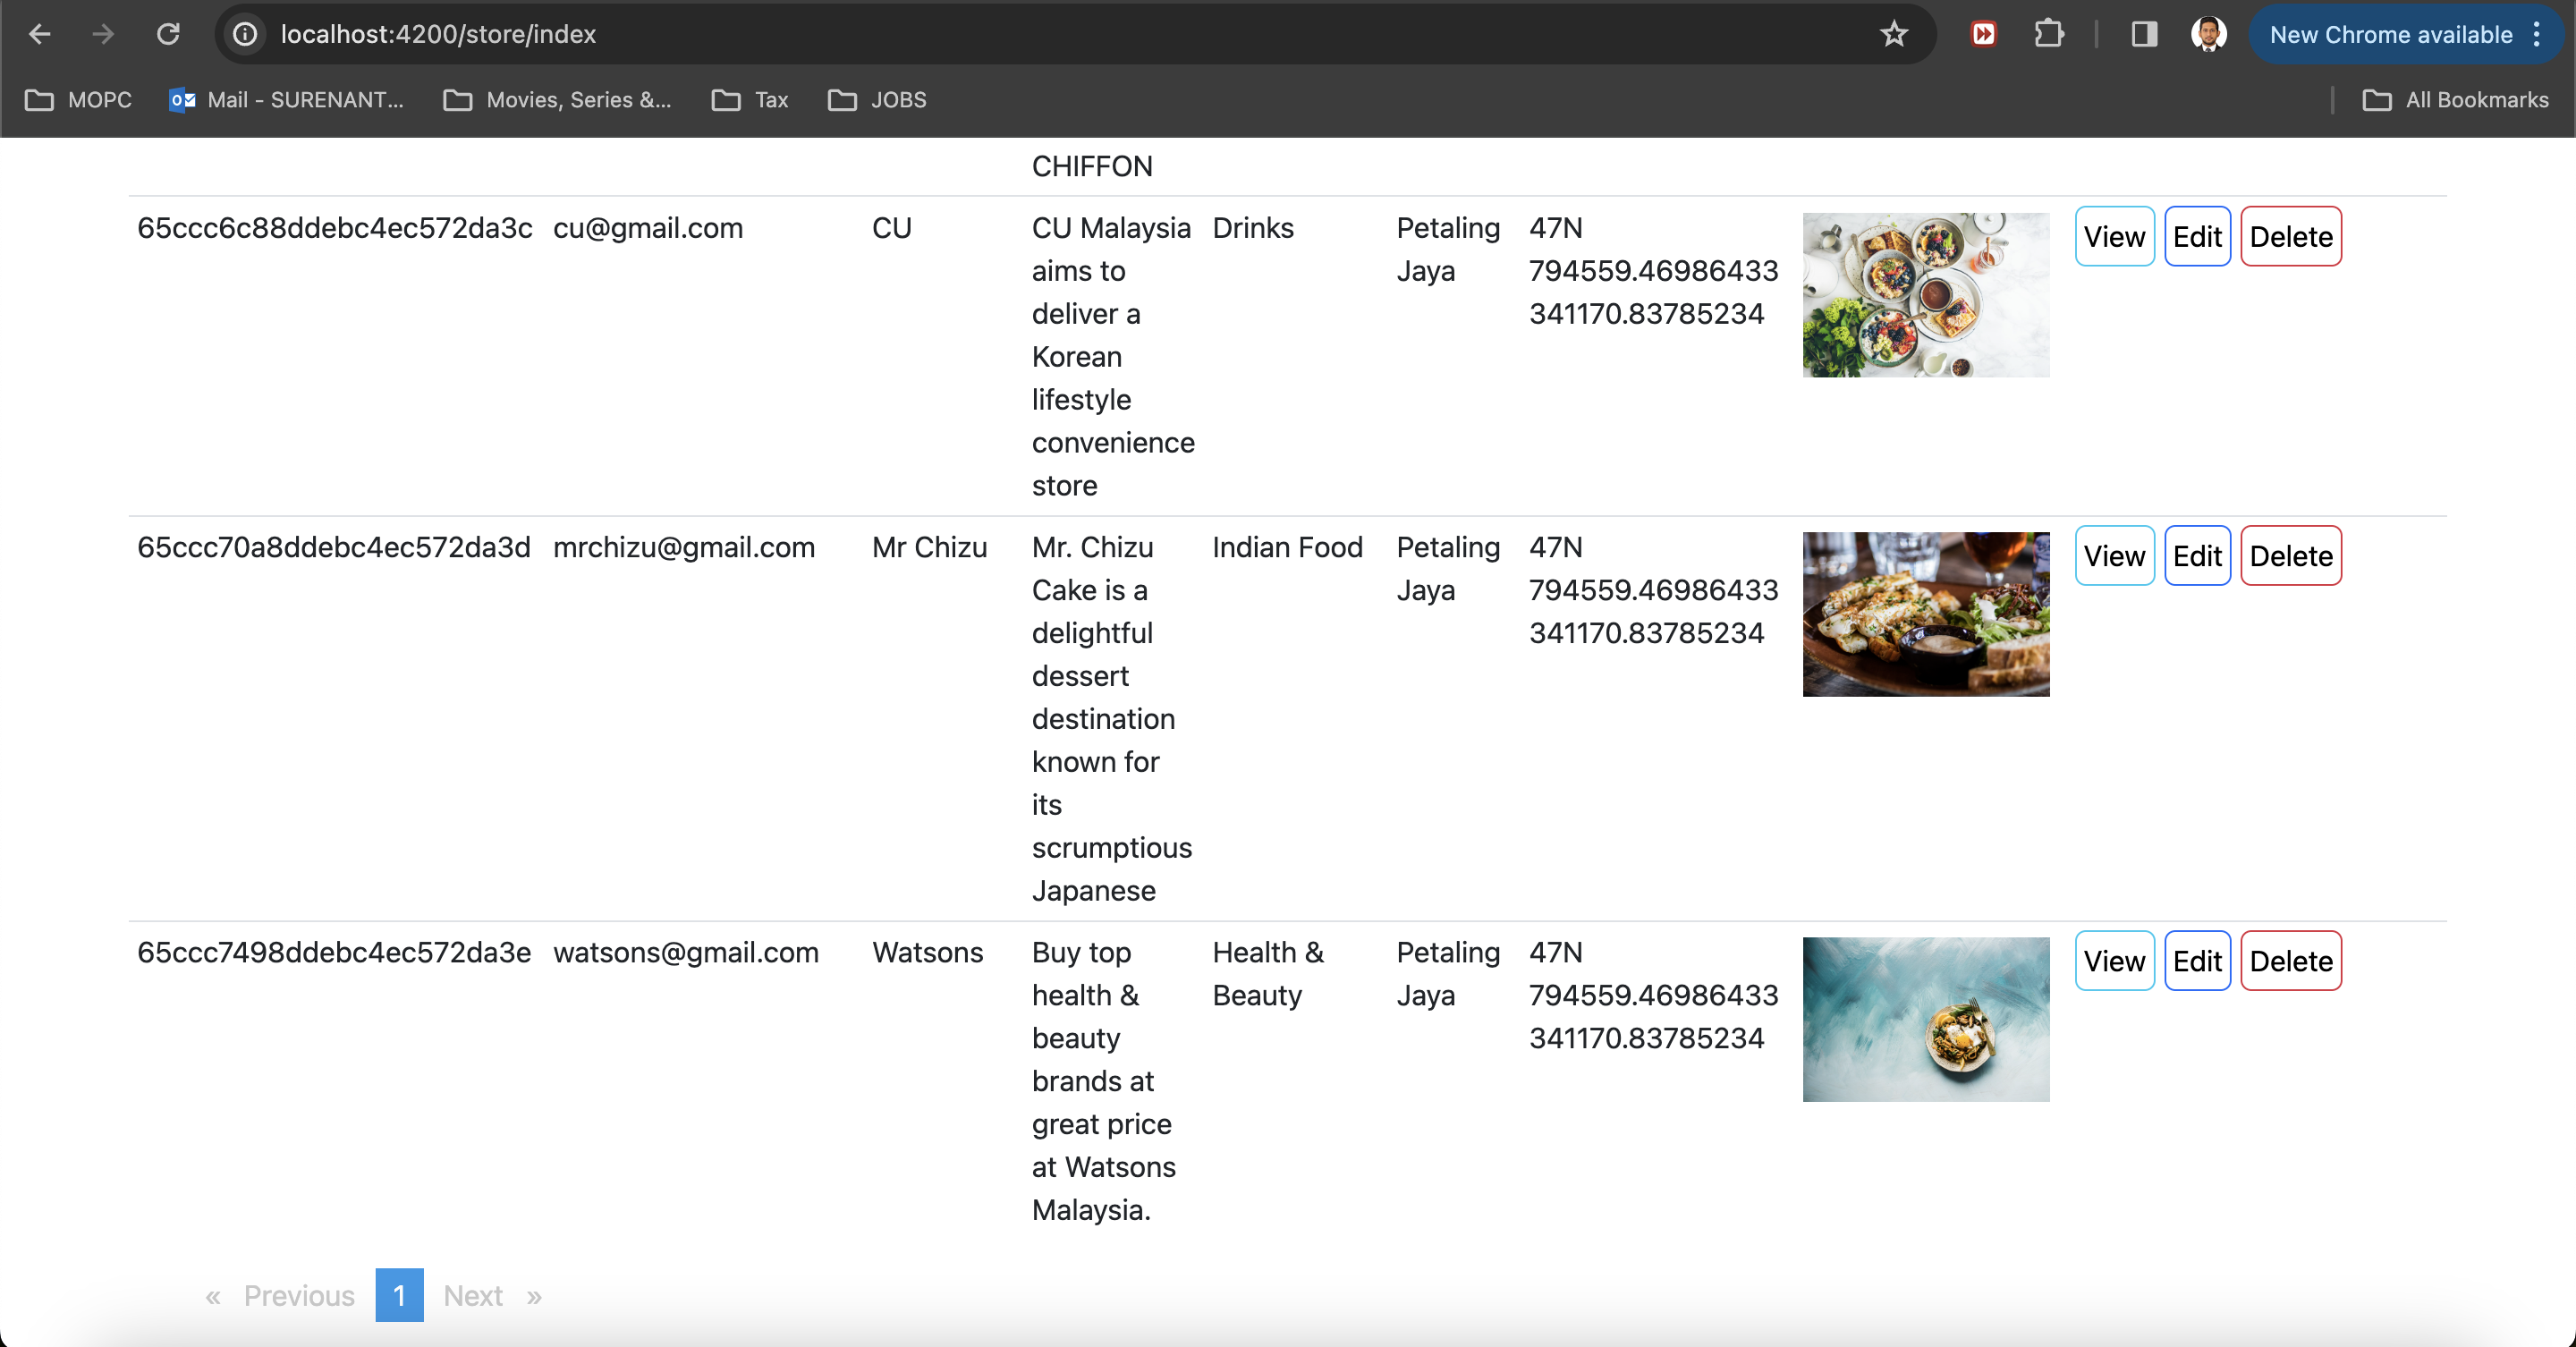 localhost:4200/store/index
New Chrome available
MOPC
Mail - SURENANT...
Movies, Series &...
Tax
JOBS
All Bookmarks
CHIFFON
65ccc6c88ddebc4ec572da3c
cu@gmail.com
CU
CU Malaysia
aims to
deliver a
Korean
lifestyle
convenience
store
Drinks
Petaling
Jaya
47N
794559.46986433
341170.83785234
View
Edit
Delete
65ccc70a8ddebc4ec572da3d
mrchizu@gmail.com
Mr Chizu
Mr. Chizu
Cake is a
delightful
dessert
destination
known for
its
scrumptious
Japanese
Indian Food
Petaling
Jaya
47N
794559.46986433
341170.83785234
View
Edit
Delete
65ccc7498ddebc4ec572da3e
watsons@gmail.com
Watsons
Buy top
health &
beauty
brands at
great price
at Watsons
Malaysia.
Health &
Beauty
Petaling
Jaya
47N
794559.46986433
341170.83785234
View
Edit
Delete
« Previous 1 Next »